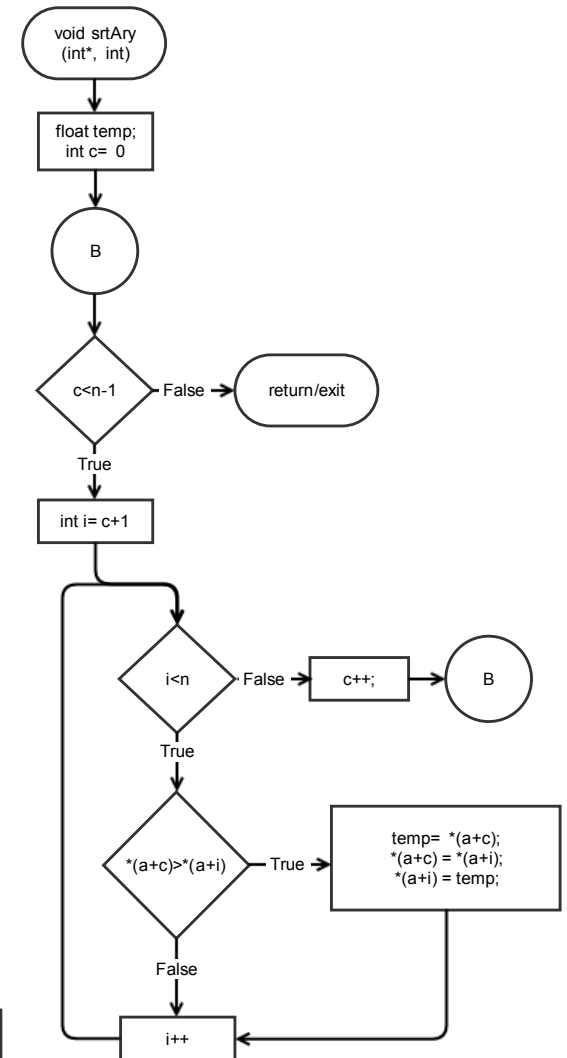 void srtAry
(int*, int)
float temp;
int c= 0
B
c<n-1
False
return/exit
True
int i= c+1
i<n
False
c++;
B
True
*(a+c)>*(a+i)
True
temp= *(a+c);
*(a+c) = *(a+i);
*(a+i) = temp;
False
i++